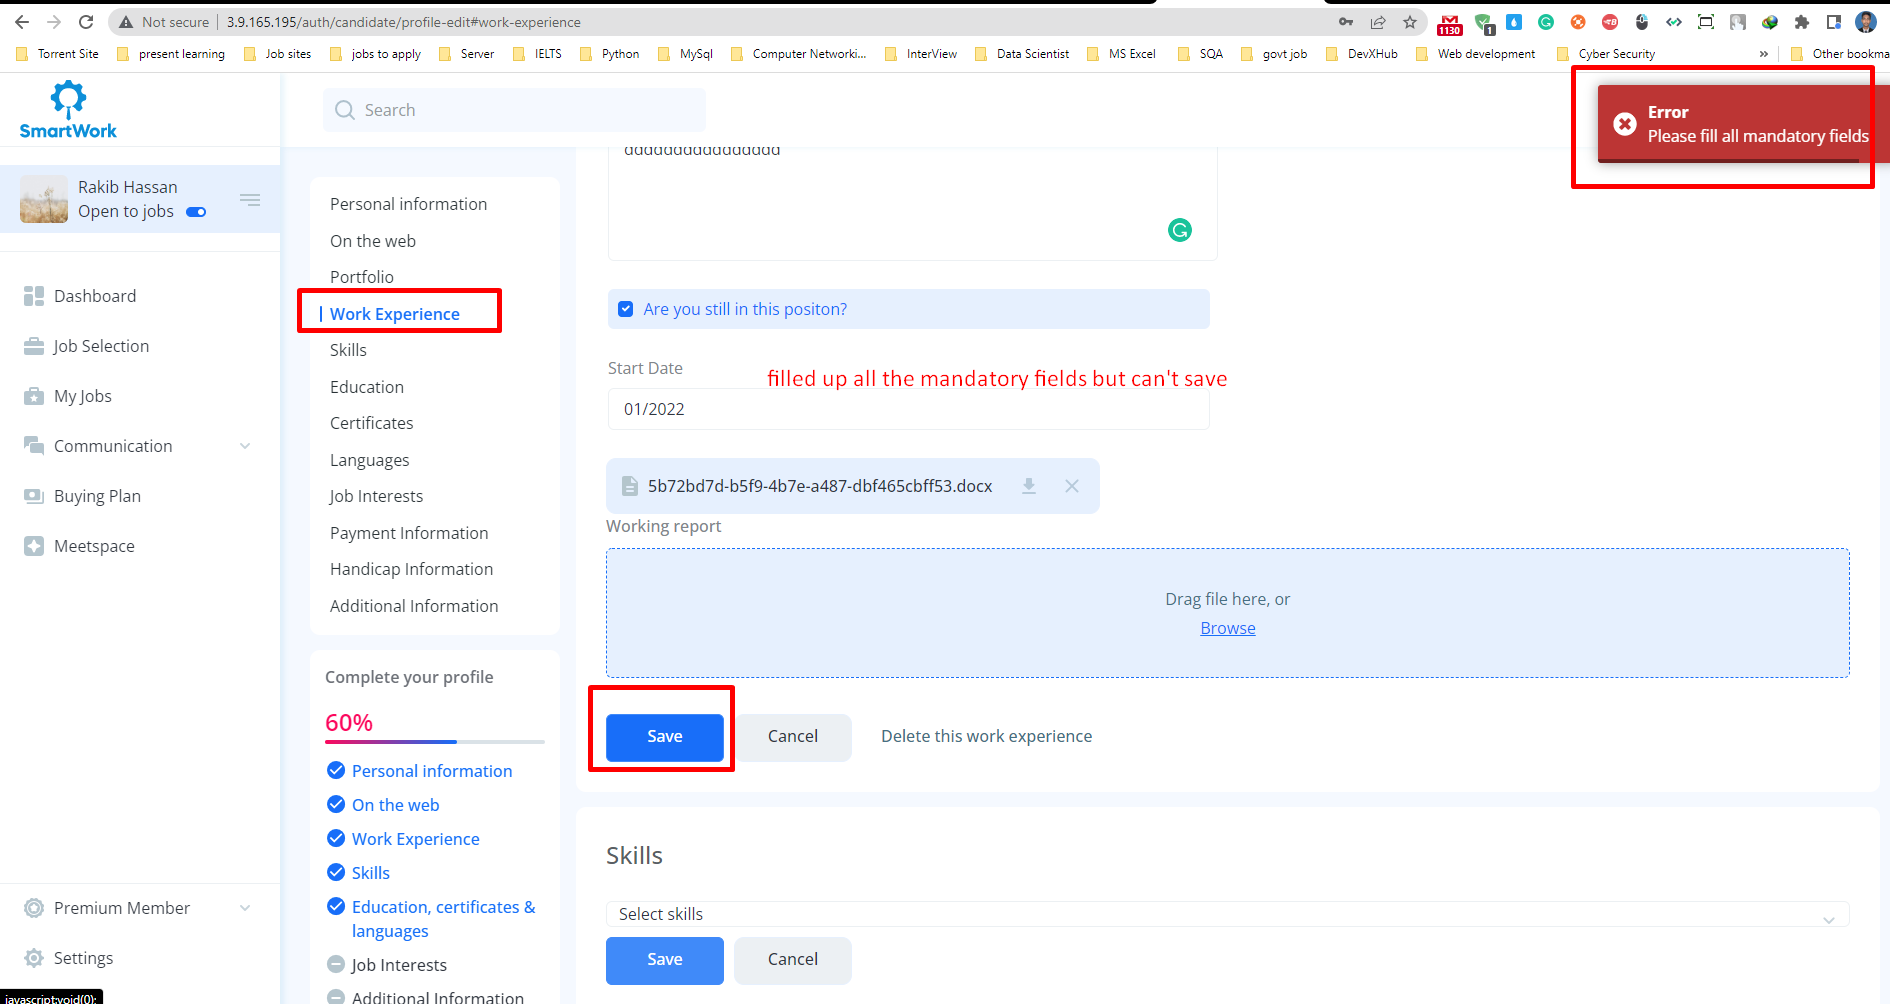 Not secure | 3.9.165.195/auth/candidate/profile-edit#work-experience
1130
1
Torrent Site
present learning
Job sites
jobs to apply
Server
IELTS
Python
MySql
Computer Networki...
InterView
Data Scientist
MS Excel
SQA
govt job
DevXHub
Web development
Cyber Security
»
Other bookma
SmartWork
Search
Error
Please fill all mandatory fields
Rakib Hassan
Open to jobs
Dashboard
Job Selection
My Jobs
Communication
Buying Plan
Meetspace
Premium Member
Settings
javascript:void(0);
Personal information
On the web
Portfolio
Work Experience
Skills
Education
Certificates
Languages
Job Interests
Payment Information
Handicap Information
Additional Information
Complete your profile
60%
Personal information
On the web
Work Experience
Skills
Education, certificates &
languages
Job Interests
Additional Information
Are you still in this positon?
Start Date
filled up all the mandatory fields but can't save
01/2022
5b72bd7d-b5f9-4b7e-a487-dbf465cbff53.docx
Working report
Drag file here, or
Browse
Save
Cancel
Delete this work experience
Skills
Select skills
Save
Cancel